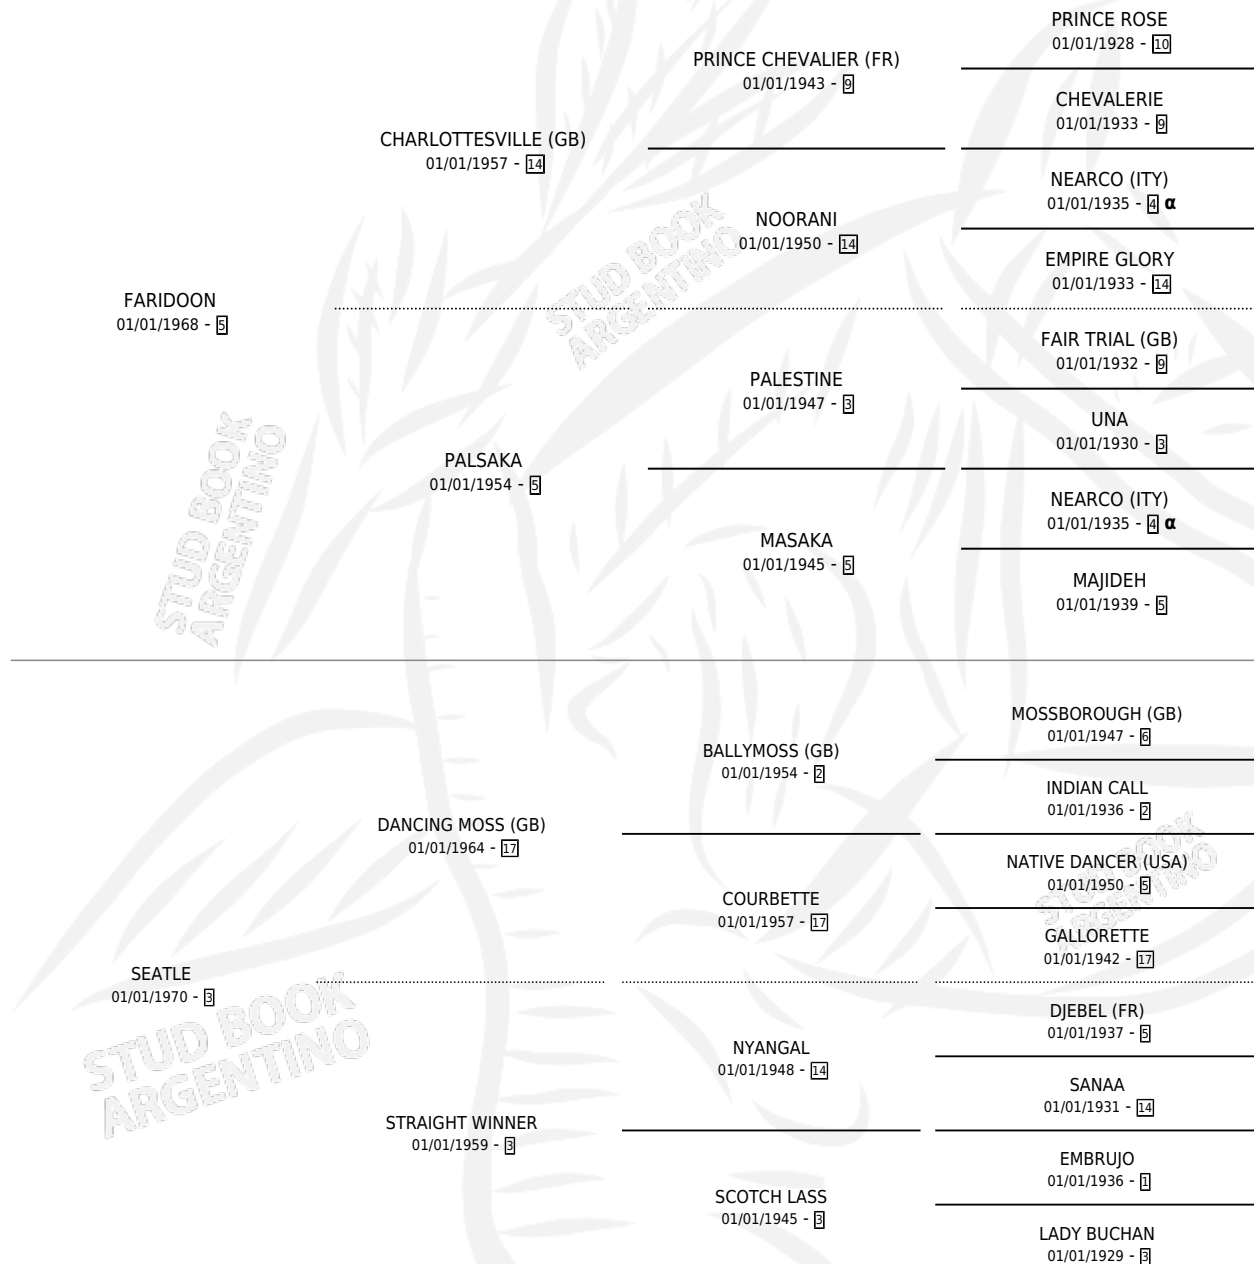 PRINCE ROSE
01/01/1928 - 10
PRINCE CHEVALIER (FR)
01/01/1943 - 9
CHEVALERIE
01/01/1933 - 9
CHARLOTTESVILLE (GB)
01/01/1957 - 14
NEARCO (ITY)
01/01/1935 - 4 α
NOORANI
01/01/1950 - 14
EMPIRE GLORY
01/01/1933 - 14
FARIDOON
01/01/1968 - 5
FAIR TRIAL (GB)
01/01/1932 - 9
PALESTINE
01/01/1947 - 3
UNA
01/01/1930 - 3
PALSAKA
01/01/1954 - 5
NEARCO (ITY)
01/01/1935 - 4 α
MASAKA
01/01/1945 - 5
MAJIDEH
01/01/1939 - 5
MOSSBOROUGH (GB)
01/01/1947 - 6
BALLYMOSS (GB)
01/01/1954 - 2
INDIAN CALL
01/01/1936 - 2
DANCING MOSS (GB)
01/01/1964 - 17
NATIVE DANCER (USA)
01/01/1950 - 5
COURBETTE
01/01/1957 - 17
GALLORETTE
01/01/1942 - 17
SEATLE
01/01/1970 - 3
DJEBEL (FR)
01/01/1937 - 5
NYANGAL
01/01/1948 - 14
SANAA
01/01/1931 - 14
STRAIGHT WINNER
01/01/1959 - 3
EMBRUJO
01/01/1936 - 1
SCOTCH LASS
01/01/1945 - 3
LADY BUCHAN
01/01/1929 - 3
STUD BOOK
ARGENTINO
STUD BOOK
ARGENTINO
STUD BOOK
ARGENTINO
STUD BOOK
ARGENTINO